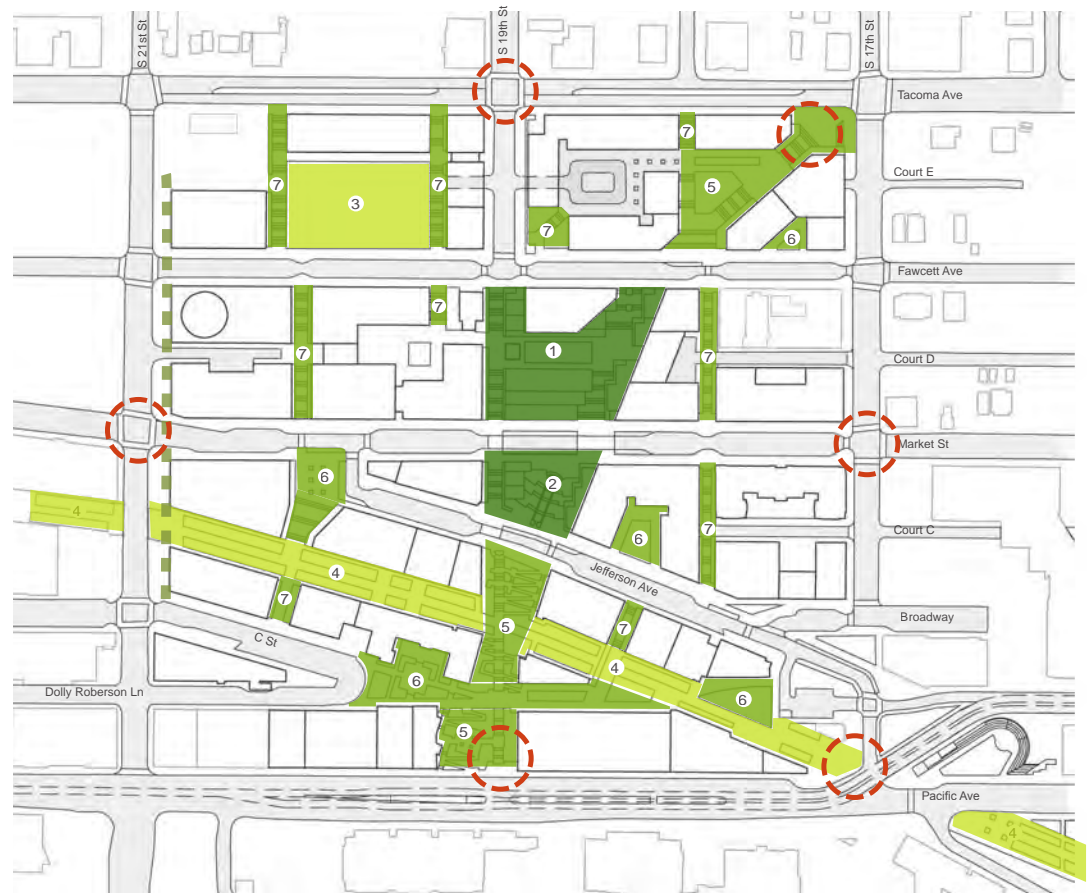 S 21st St
S 19th St
S 17th St
Tacoma Ave
7
7
7
3
5
Court E
7
6
Fawcett Ave
7
7
1
7
Court D
Market St
6
2
4
7
6
Court C
4
Jefferson Ave
7
5
7
Broadway
C St
4
6
6
Dolly Roberson Ln
5
Pacific Ave
4